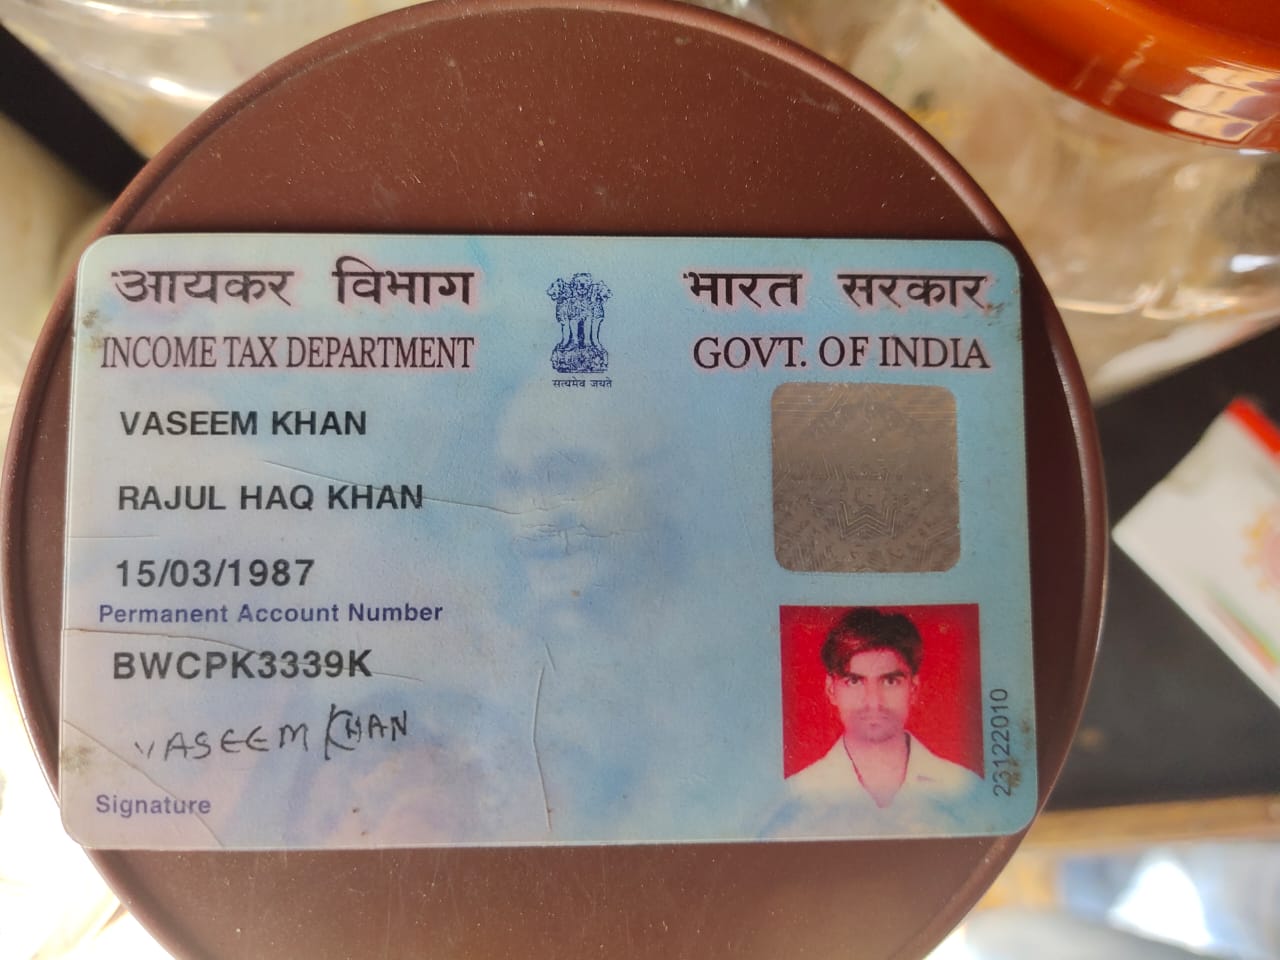 आयकर विभाग
INCOME TAX DEPARTMENT
सत्यमेव जयते
भारत सरकार
GOVT. OF INDIA
VASEEM KHAN
RAJUL HAQ KHAN
15/03/1987
Permanent Account Number
BWCPK3339K
VASEEM KHAN
Signature
23122010